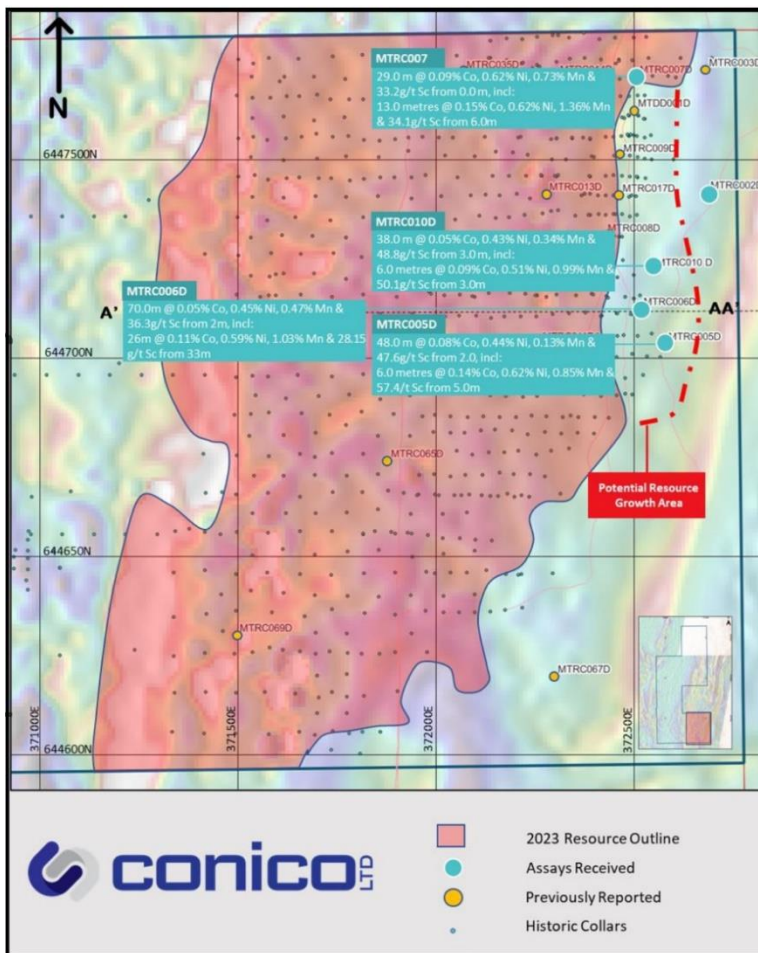 N
MTRC007
29.0 m @ 0.09% Co, 0.62% Ni, 0.73% Mn &
33.2g/t Sc from 0.0 m, incl:
13.0 metres @ 0.15% Co, 0.62% Ni, 1.36% Mn
& 34.1g/t Sc from 6.0m
MTRC007D
MTRC003D
MTDD001D
MTRC009D
6447500N
MTRC013D
MTRC017D
MTRC002D
MTRC008D
MTRC010D
38.0 m @ 0.05% Co, 0.43% Ni, 0.34% Mn &
48.8g/t Sc from 3.0 m, incl:
6.0 metres @ 0.09% Co, 0.51% Ni, 0.99% Mn &
50.1g/t Sc from 3.0m
MTRC010 D
MTRC006D
70.0m @ 0.05% Co, 0.45% Ni, 0.47% Mn &
36.3g/t Sc from 2m, incl:
26m @ 0.11% Co, 0.59% Ni, 1.03% Mn & 28.15
g/t Sc from 33m
A'
MTRC006D
AA'
MTRC005D
48.0 m @ 0.08% Co, 0.44% Ni, 0.13% Mn &
47.6g/t Sc from 2.0, incl:
6.0 metres @ 0.14% Co, 0.62% Ni, 0.85% Mn &
57.4/t Sc from 5.0m
MTRC005D
644700N
MTRC065D
Potential Resource
Growth Area
644650N
MTRC069D
MTRC067D
644600N
371000E
371500E
372000E
372500E
conico LTD
2023 Resource Outline
Assays Received
Previously Reported
Historic Collars